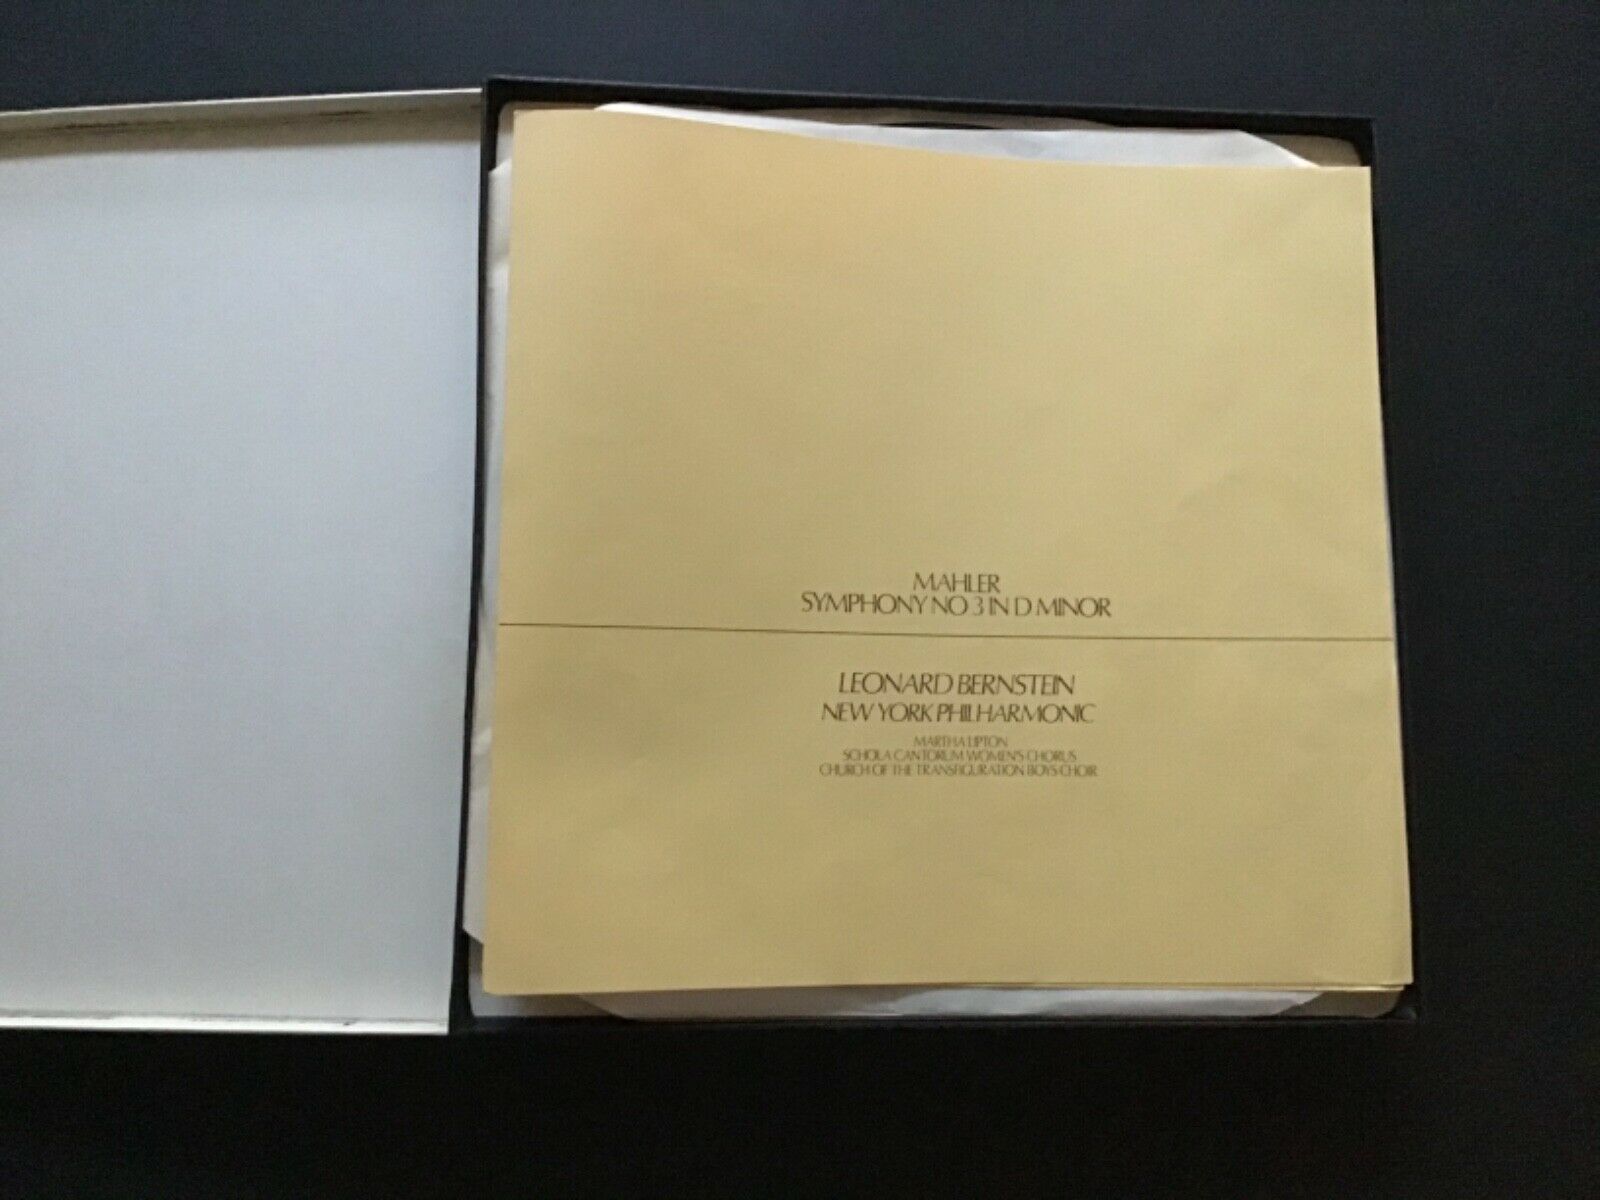 MAHLER
SYMPHONY NO 3 IN D MINOR
LEONARD BERNSTEIN
NEW YORK PHILHARMONIC
MARTHA LIPTON
SCHOLA CANTORUM WOMEN'S CHORUS
CHURCH OF THE TRANSFIGURATION BOYS CHOIR